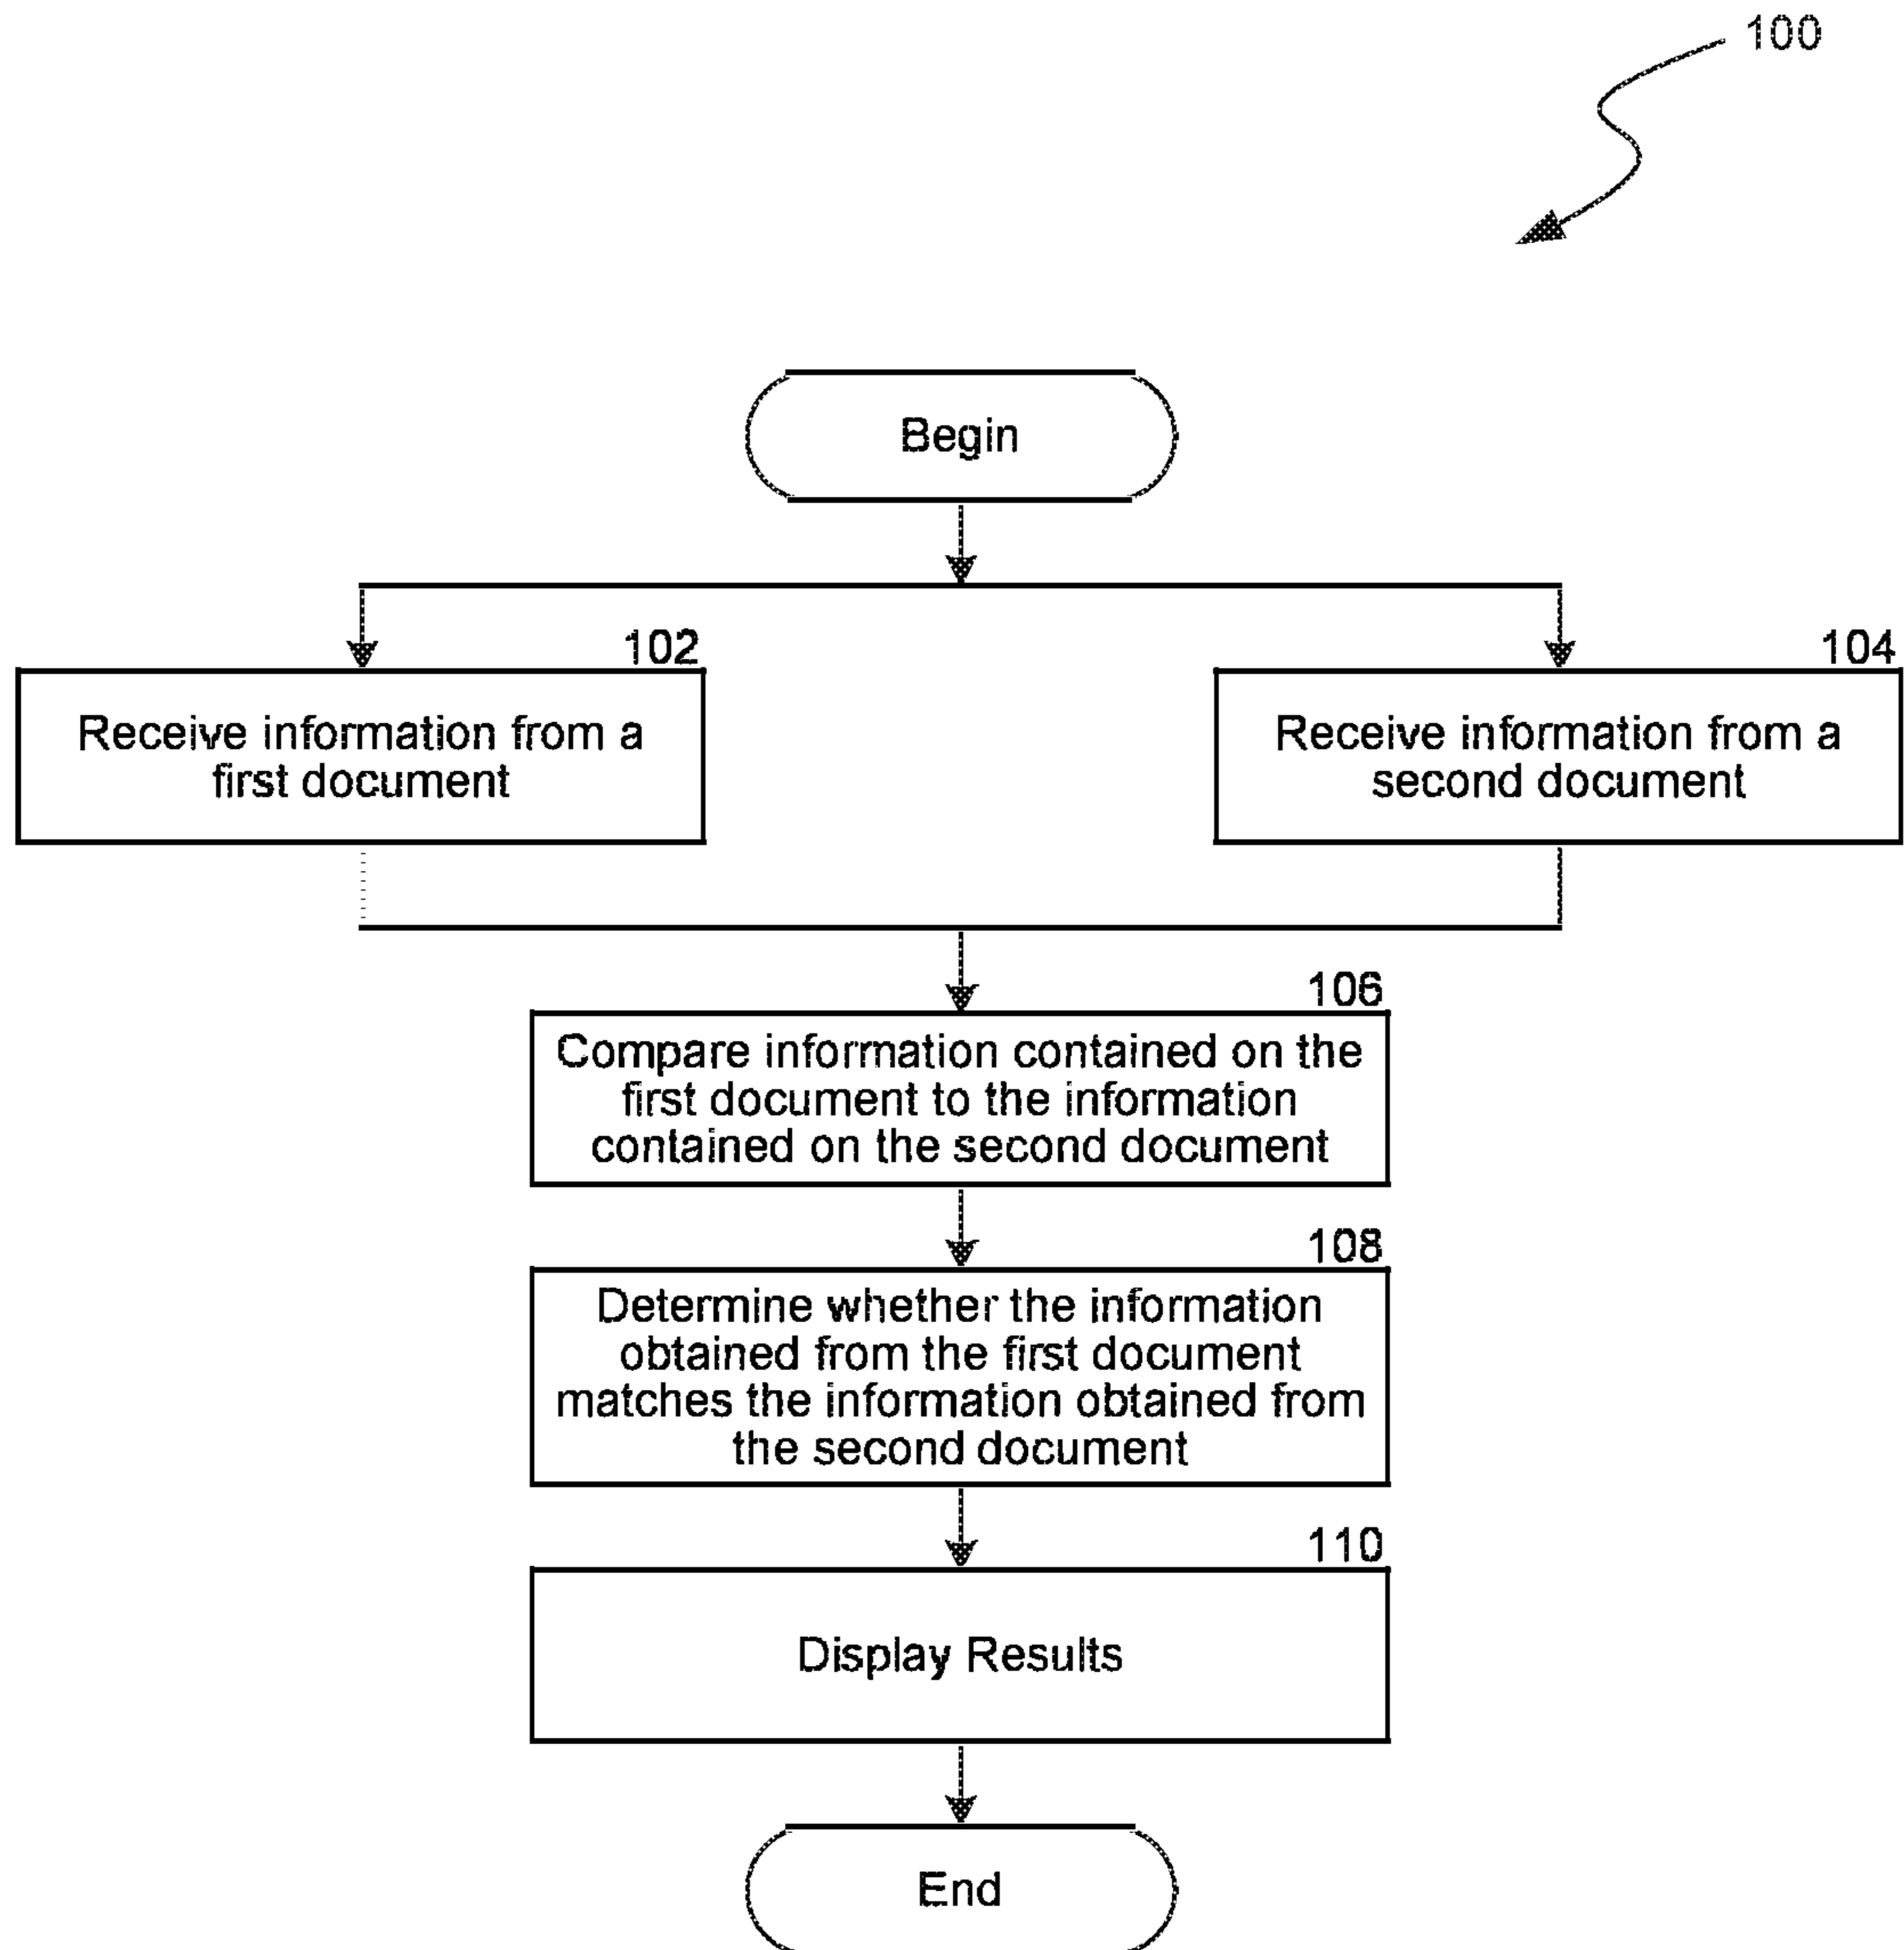 100
Begin
102
Receive information from a
first document
104
Receive information from a
second document
106
Compare information contained on the
first document to the information
contained on the second document
108
Determine whether the information
obtained from the first document
matches the information obtained from
the second document
110
Display Results
End